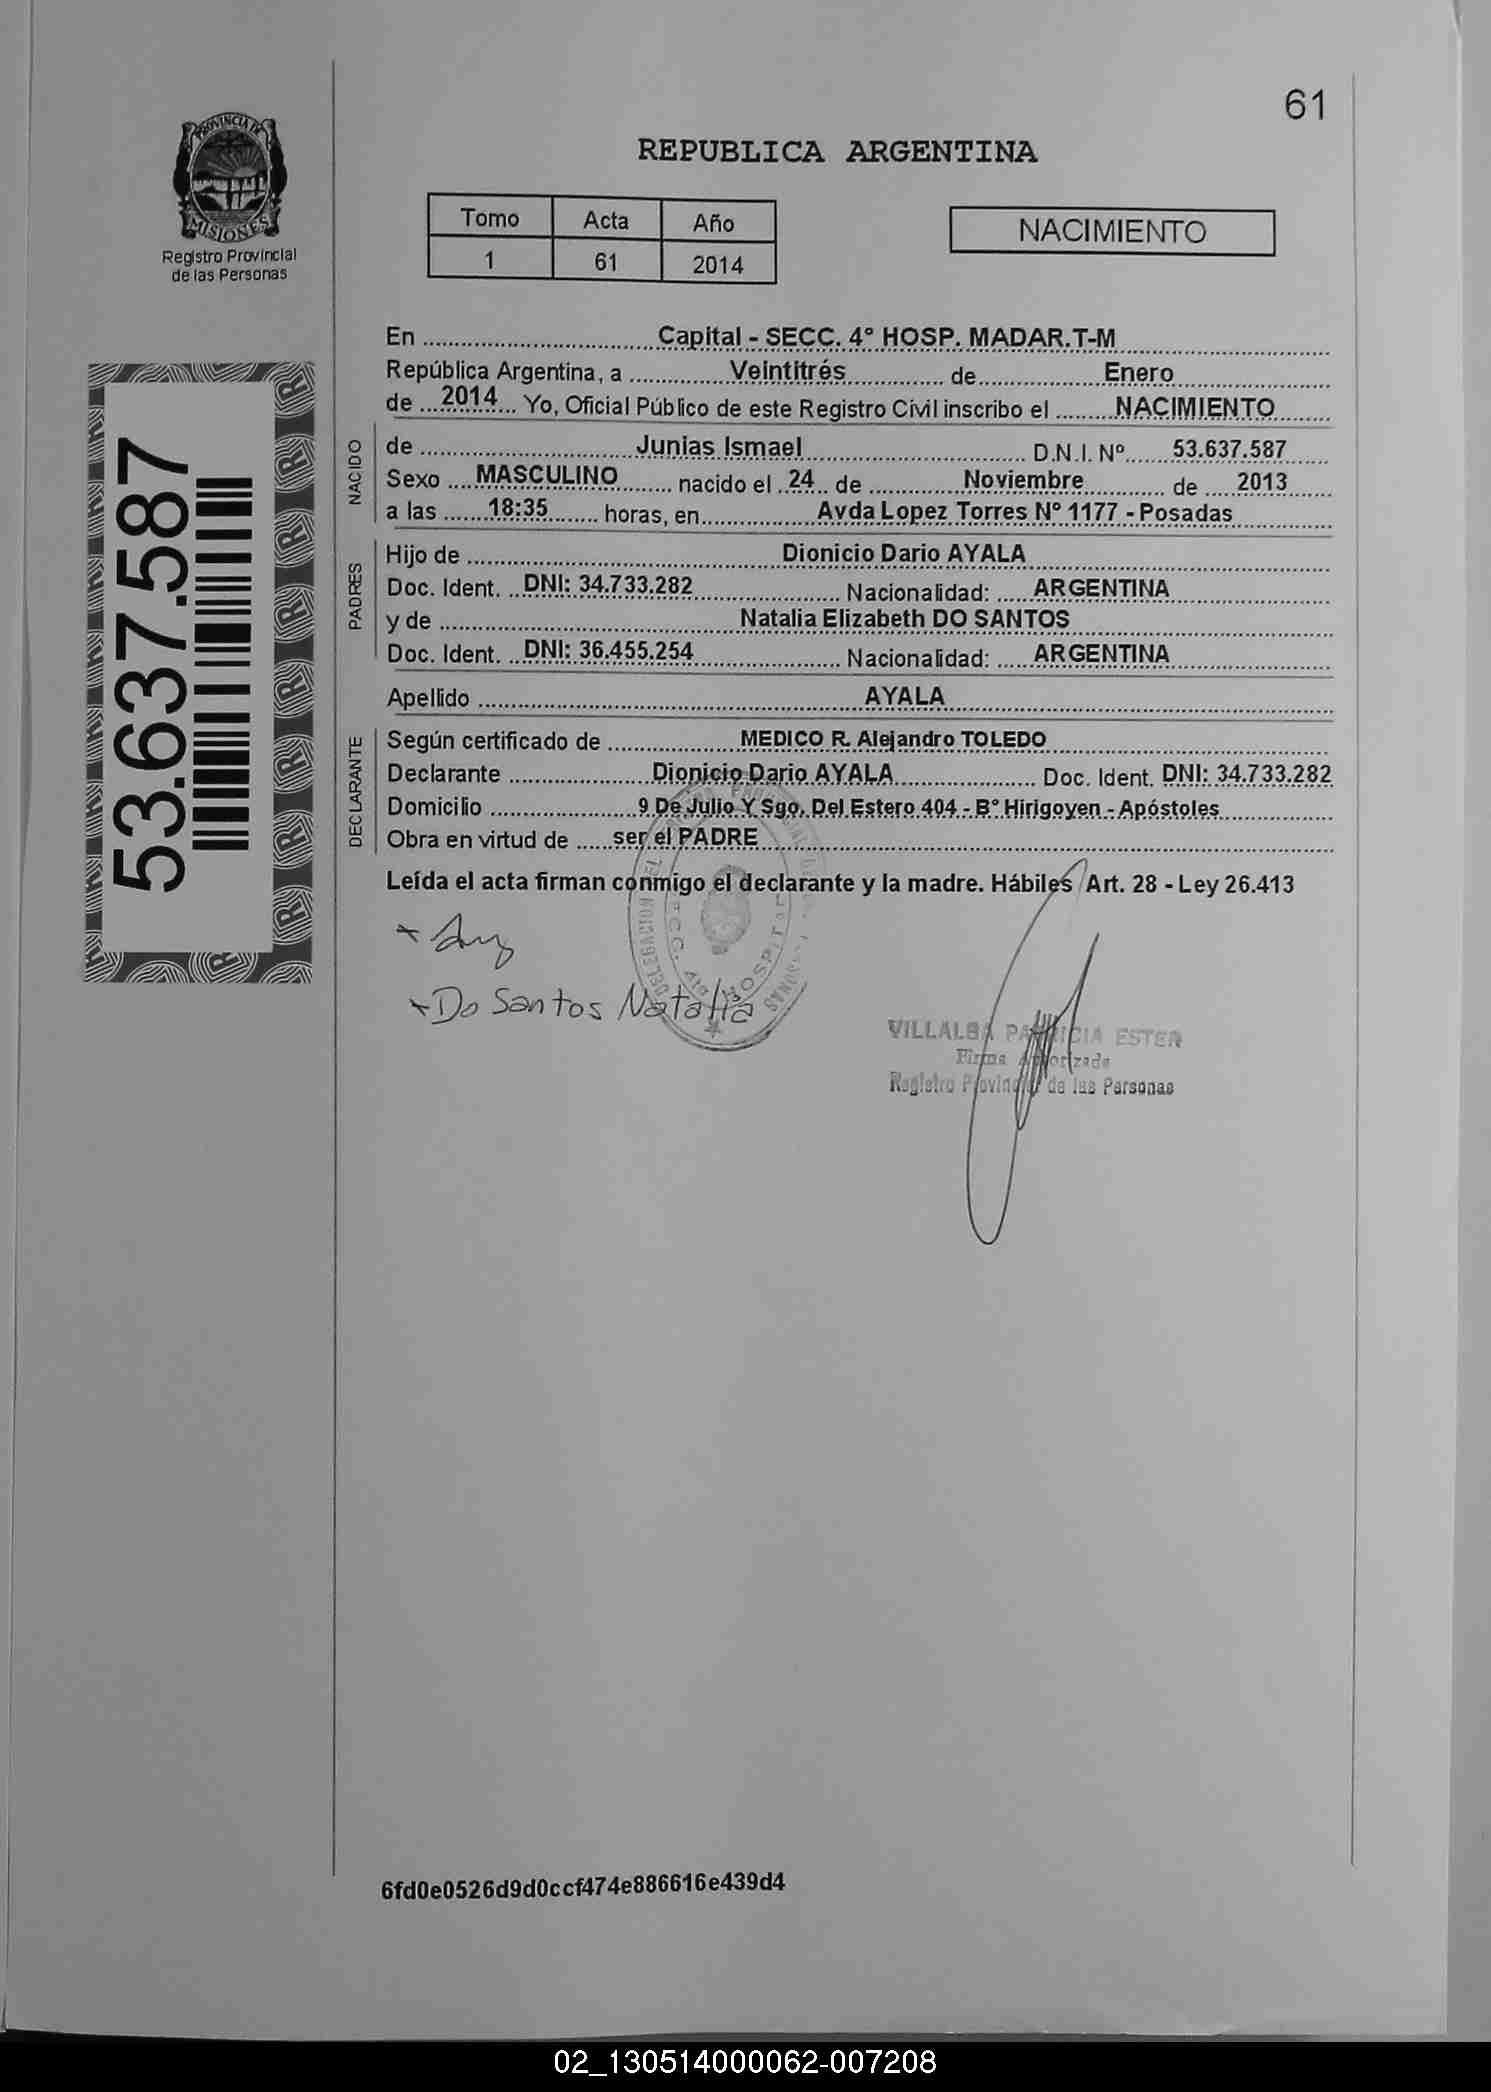 61
PROVINCIA DE
MISIONES
Registro Provincial
de las Personas
REPUBLICA ARGENTINA
Tomo Acta Año
1 61 2014
NACIMIENTO
53.637.587
En Capital - SECC. 4° HOSP. MADAR.T-M
República Argentina, a Veintitrés de Enero
de 2014 Yo, Oficial Público de este Registro Civil inscribo el NACIMIENTO
NACIDO
de Junias Ismael D.N.I. Nº 53.637.587
Sexo MASCULINO nacido el 24 de Noviembre de 2013
a las 18:35 horas, en Avda Lopez Torres N° 1177 - Posadas
PADRES
Hijo de Dionicio Dario AYALA
Doc. Ident. DNI: 34.733.282 Nacionalidad: ARGENTINA
y de Natalia Elizabeth DO SANTOS
Doc. Ident. DNI: 36.455.254 Nacionalidad: ARGENTINA
Apellido AYALA
DECLARANTE
Según certificado de MEDICO R. Alejandro TOLEDO
Declarante Dionicio Dario AYALA Doc. Ident. DNI: 34.733.282
Domicilio 9 De Julio Y Sgo. Del Estero 404 - B° Hirigoyen - Apóstoles
Obra en virtud de ser el PADRE
Leída el acta firman conmigo el declarante y la madre. Hábiles Art. 28 - Ley 26.413
Do Santos Natalia
DELEGACION DEL
SECC. 4ta HOSPITAL
VILLALBA PATRICIA ESTER
Firma Autorizada
Registro Provincial de las Personas
6fd0e0526d9d0ccf474e886616e439d4
02_130514000062-007208